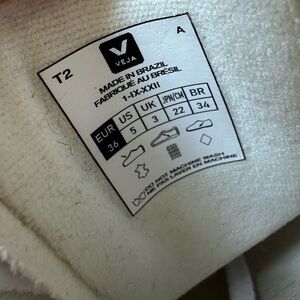 T2
VEJA
A
MADE IN BRAZIL
FABRIQUÉ AU BRÉSIL
1-IX-XXII
EUR US UK JPN/CM BR
36 5 3 22 34
DO NOT MACHINE WASH
NE PAS LAVER EN MACHINE